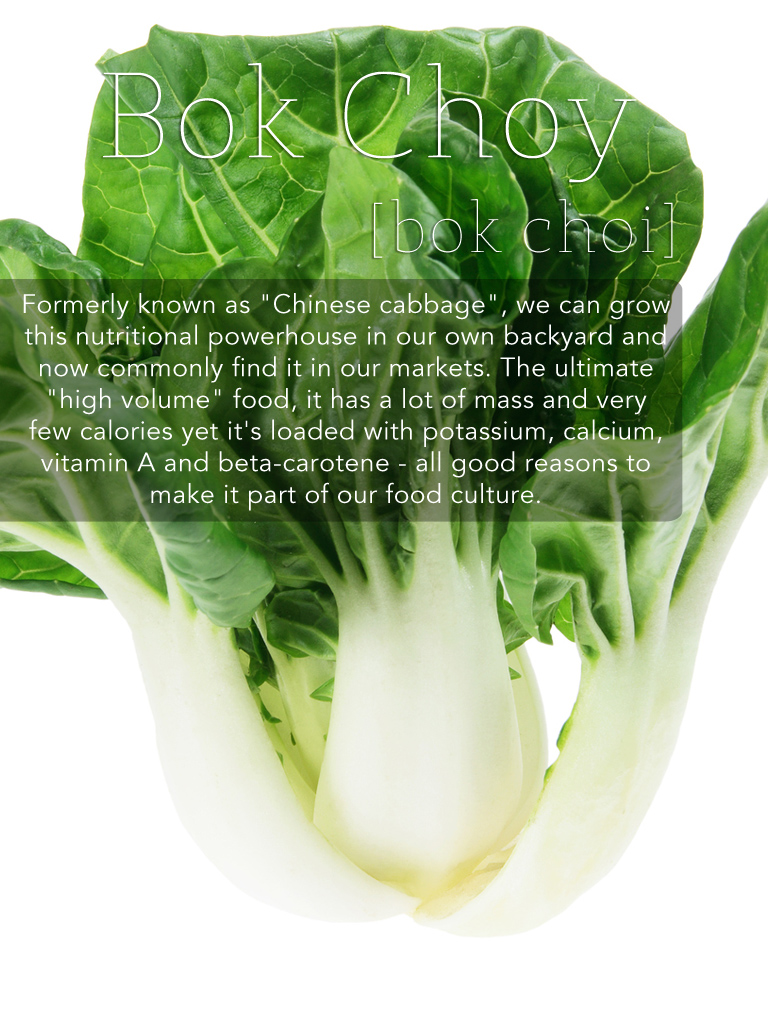 Bok Choy
[bok choi]
Formerly known as "Chinese cabbage", we can grow
this nutritional powerhouse in our own backyard and
now commonly find it in our markets. The ultimate
"high volume" food, it has a lot of mass and very
few calories yet it's loaded with potassium, calcium,
vitamin A and beta-carotene - all good reasons to
make it part of our food culture.